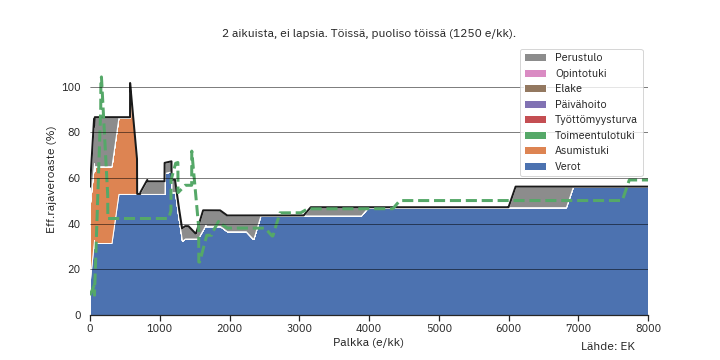 2 aikuista, ei lapsia. Töissä, puoliso töissä (1250 e/kk).
Perustulo
Opintotuki
Elake
Päivähoito
Työttömyysturva
Toimeentulotuki
Asumistuki
Verot
Eff.rajaveroaste (%)
100
80
60
40
20
0
0 1000 2000 3000 4000 5000 6000 7000 8000
Palkka (e/kk)
Lähde: EK